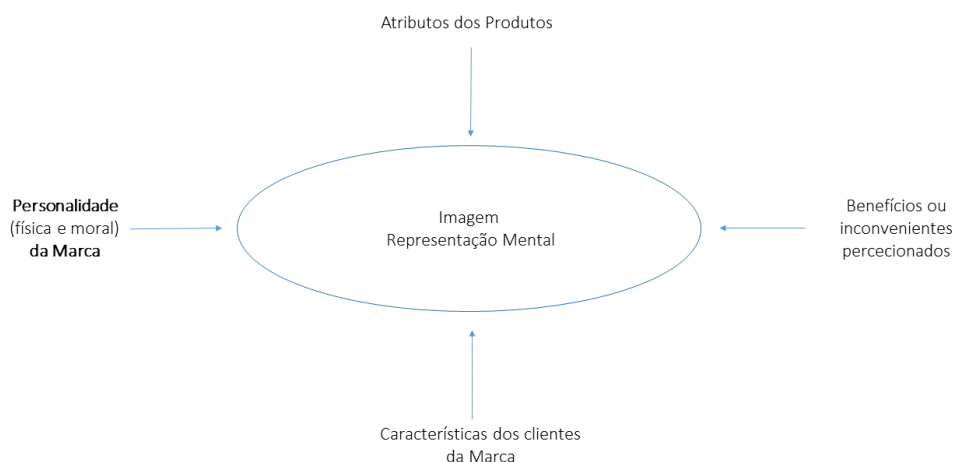 Atributos dos Produtos
Personalidade
(física e moral)
da Marca
Imagem
Representação Mental
Benefícios ou
inconvenientes
percecionados
Características dos clientes
da Marca